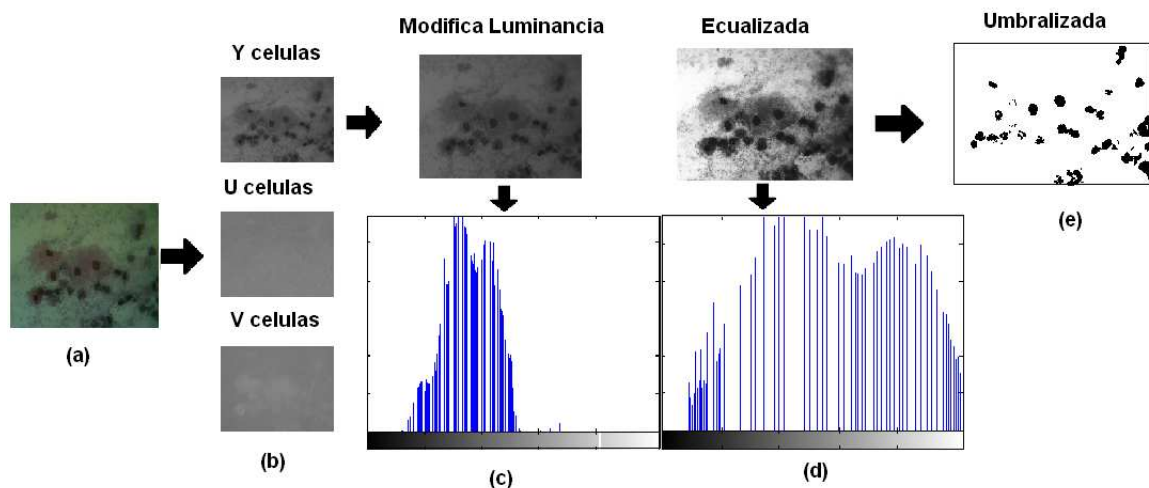 Modifica Luminancia
Ecualizada
Umbralizada
Y celulas
U celulas
V celulas
(a)
(b)
(c)
(d)
(e)